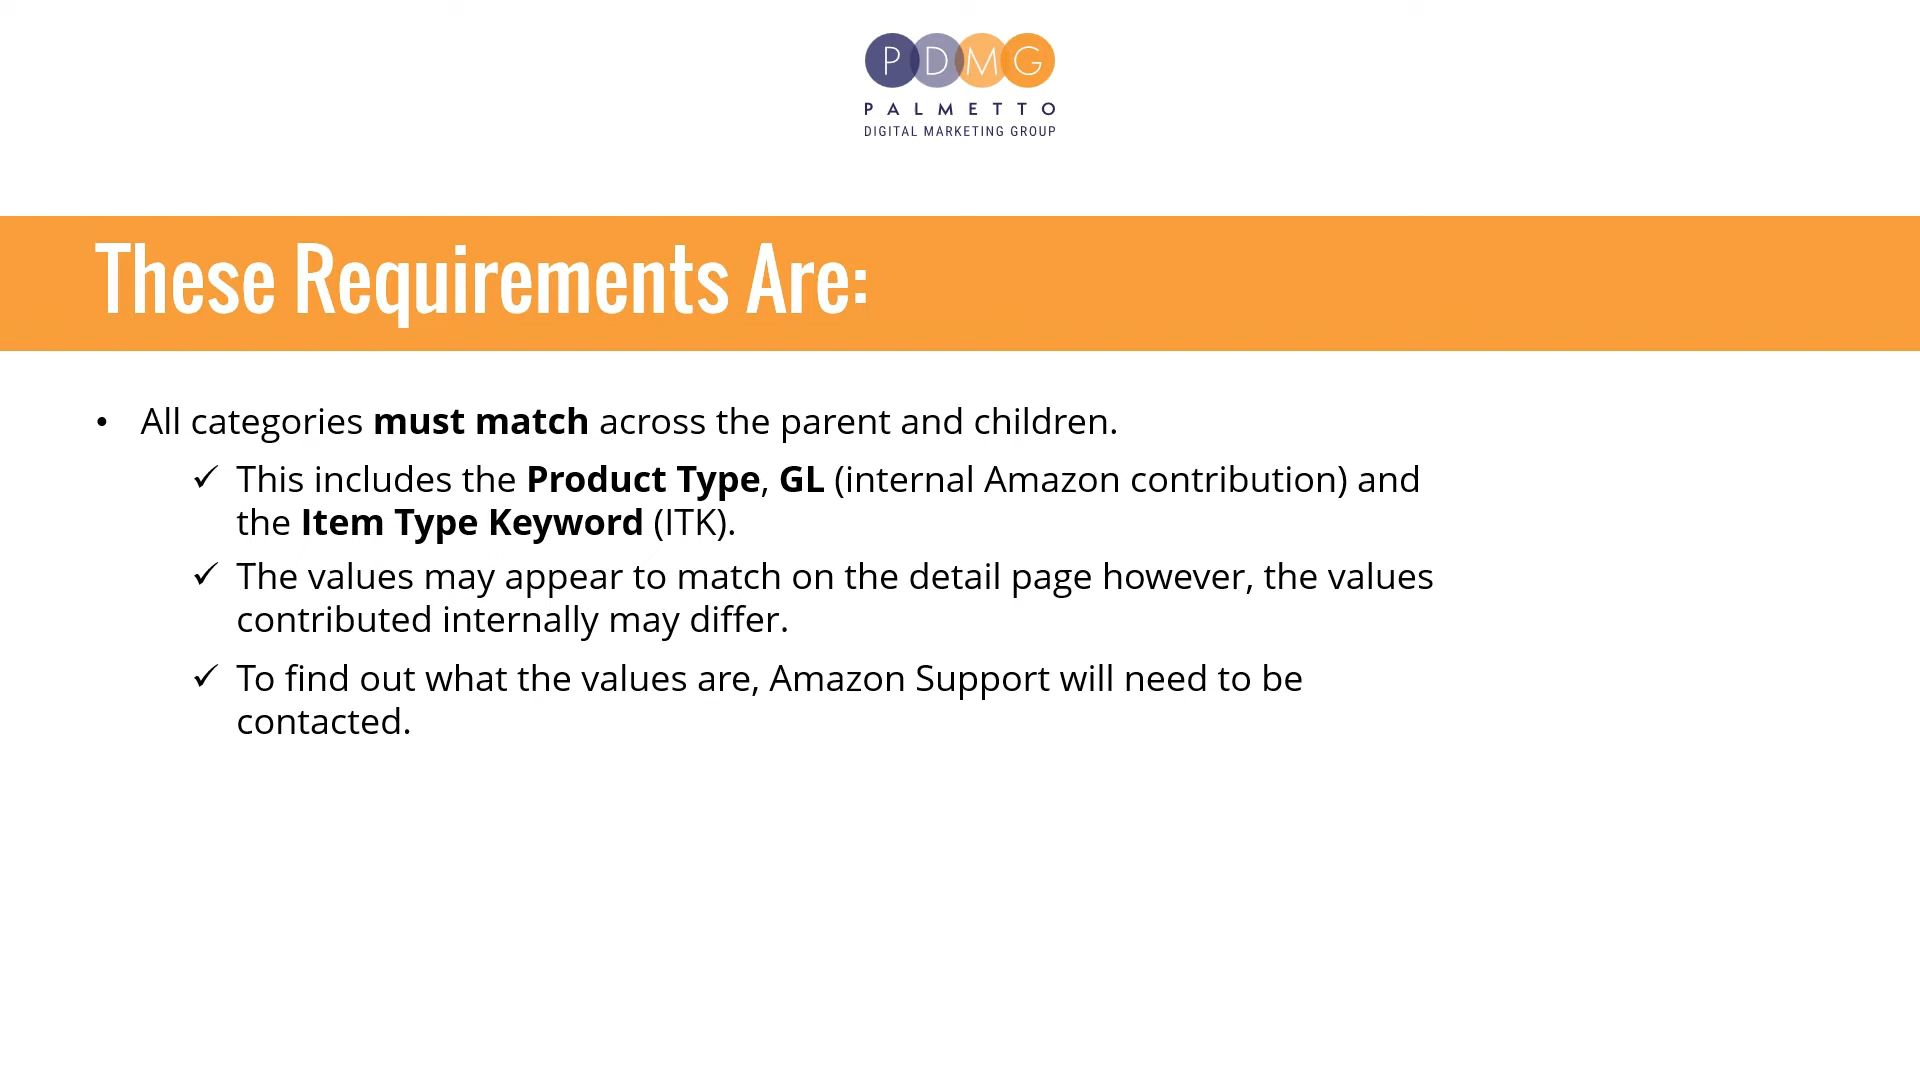 PDMG
PALMETTO
DIGITAL MARKETING GROUP
These Requirements Are:
• All categories must match across the parent and children.
✓ This includes the Product Type, GL (internal Amazon contribution) and
the Item Type Keyword (ITK).
✓ The values may appear to match on the detail page however, the values
contributed internally may differ.
✓ To find out what the values are, Amazon Support will need to be
contacted.